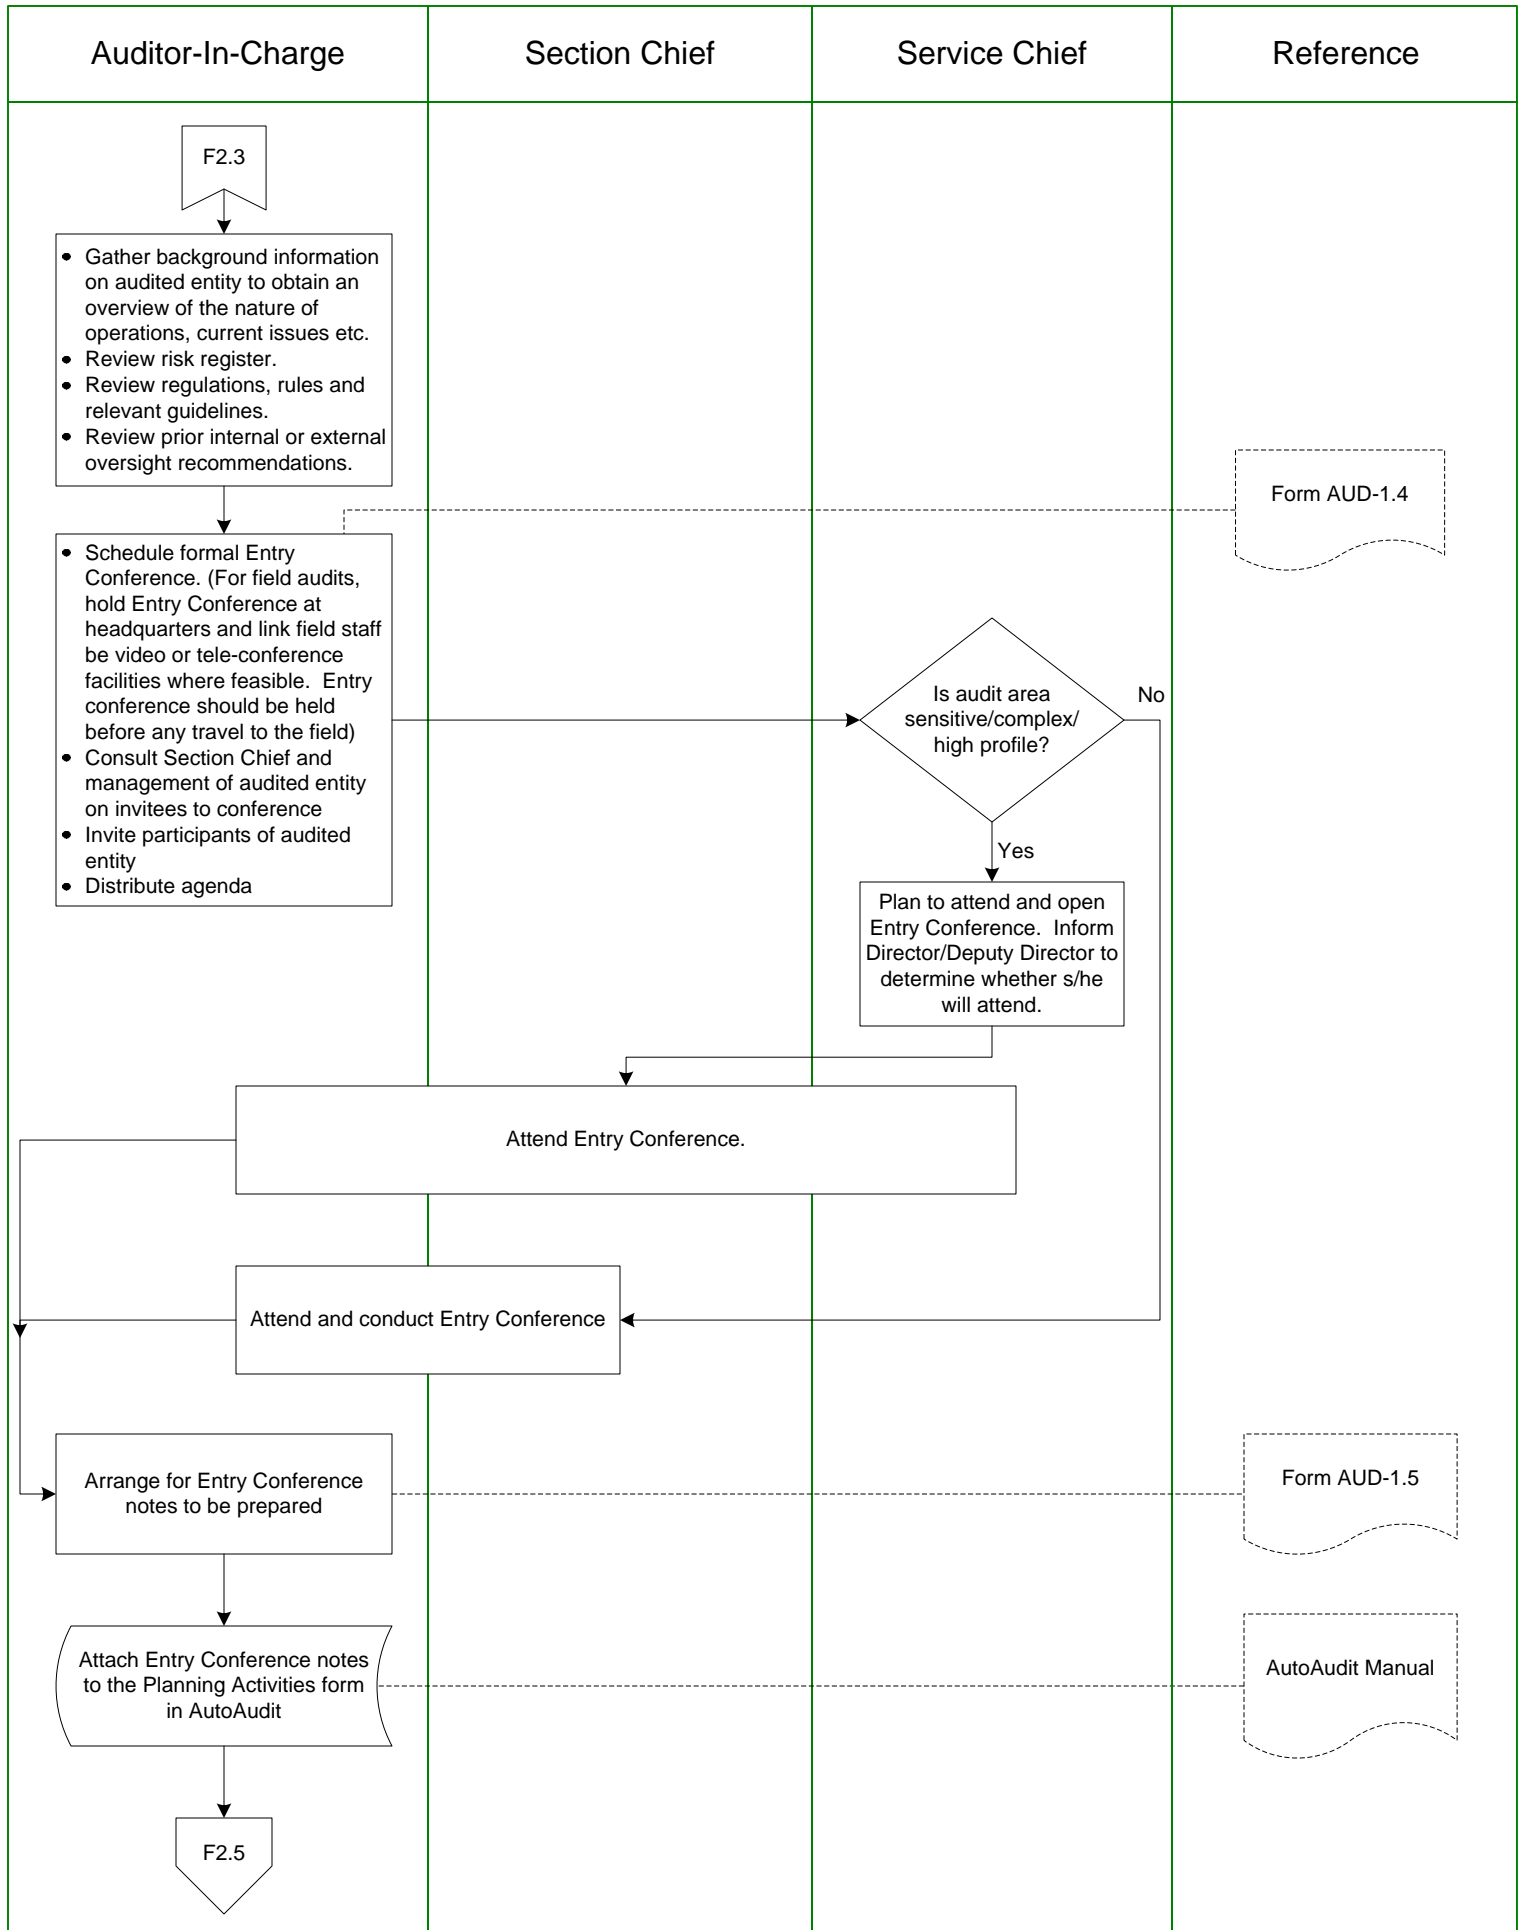 Auditor-In-Charge
Section Chief
Service Chief
Reference
F2.3
• Gather background information
on audited entity to obtain an
overview of the nature of
operations, current issues etc.
• Review risk register.
• Review regulations, rules and
relevant guidelines.
• Review prior internal or external
oversight recommendations.
Form AUD-1.4
• Schedule formal Entry
Conference. (For field audits,
hold Entry Conference at
headquarters and link field staff
be video or tele-conference
facilities where feasible.  Entry
conference should be held
before any travel to the field)
• Consult Section Chief and
management of audited entity
on invitees to conference
• Invite participants of audited
entity
• Distribute agenda
Is audit area
sensitive/complex/
high profile?
No
Yes
Plan to attend and open
Entry Conference.  Inform
Director/Deputy Director to
determine whether s/he
will attend.
Attend Entry Conference.
Attend and conduct Entry Conference
Arrange for Entry Conference
notes to be prepared
Form AUD-1.5
Attach Entry Conference notes
to the Planning Activities form
in AutoAudit
AutoAudit Manual
F2.5